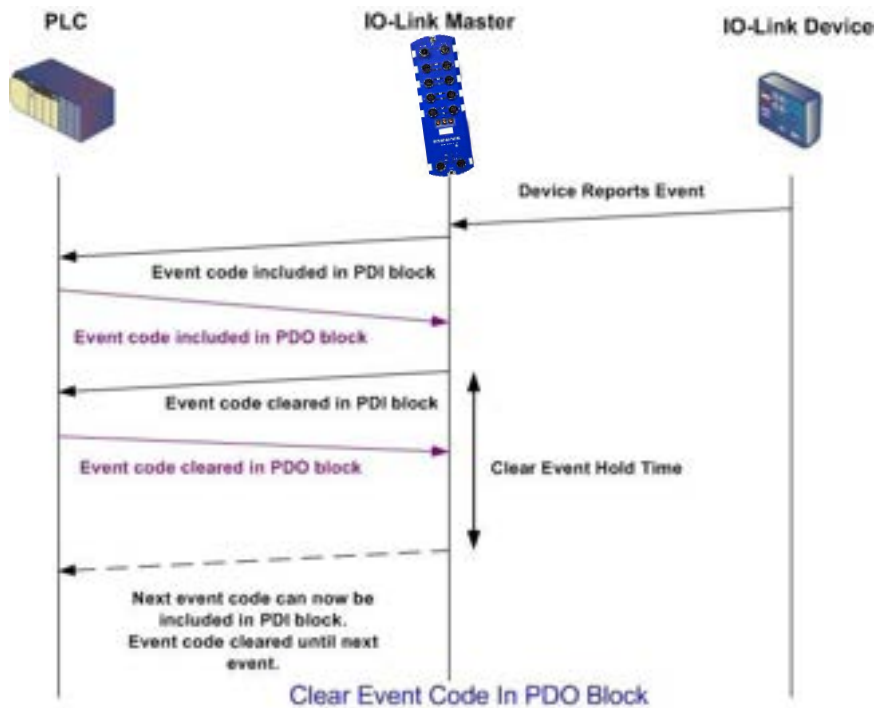 PLC
IO-Link Master
IO-Link Device
Device Reports Event
Event code included in PDI block
Event code included in PDO block
Event code cleared in PDI block
Event code cleared in PDO block
Clear Event Hold Time
Next event code can now be
included in PDI block.
Event code cleared until next
event.
Clear Event Code In PDO Block